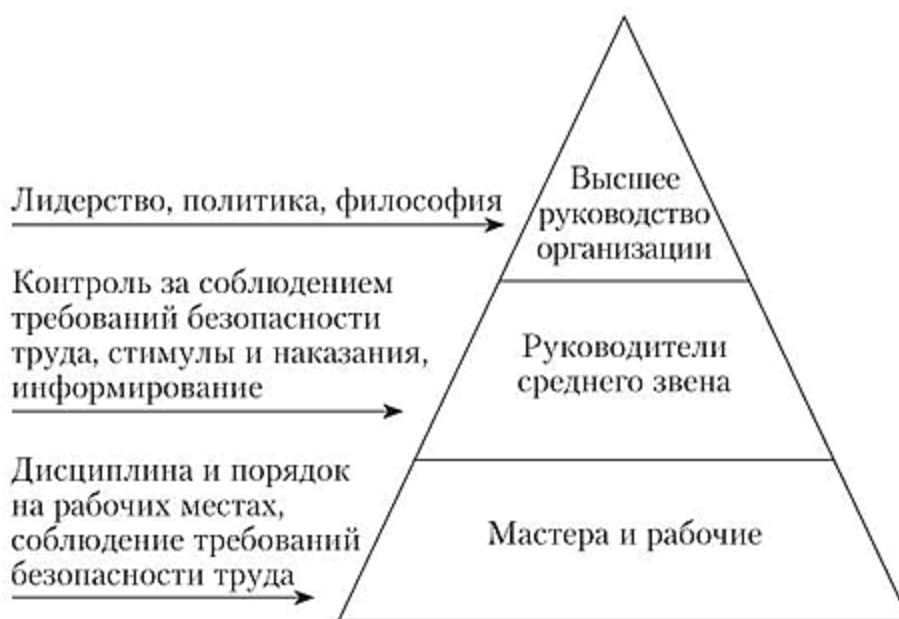 Лидерство, политика, философия
Высшее
руководство
организации
Контроль за соблюдением
требований безопасности
труда, стимулы и наказания,
информирование
Руководители
среднего звена
Дисциплина и порядок
на рабочих местах,
соблюдение требований
безопасности труда
Мастера и рабочие